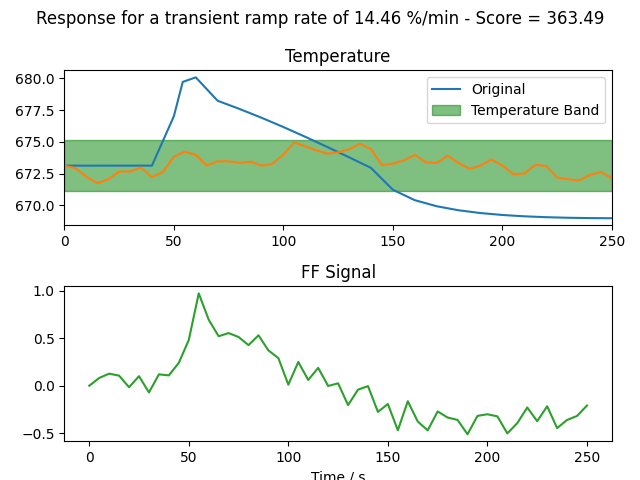 Response for a transient ramp rate of 14.46 %/min - Score = 363.49
Temperature
680.0
677.5
675.0
672.5
670.0
Original
Temperature Band
0 50 100 150 200 250
FF Signal
1.0
0.5
0.0
−0.5
0 50 100 150 200 250
Time / s